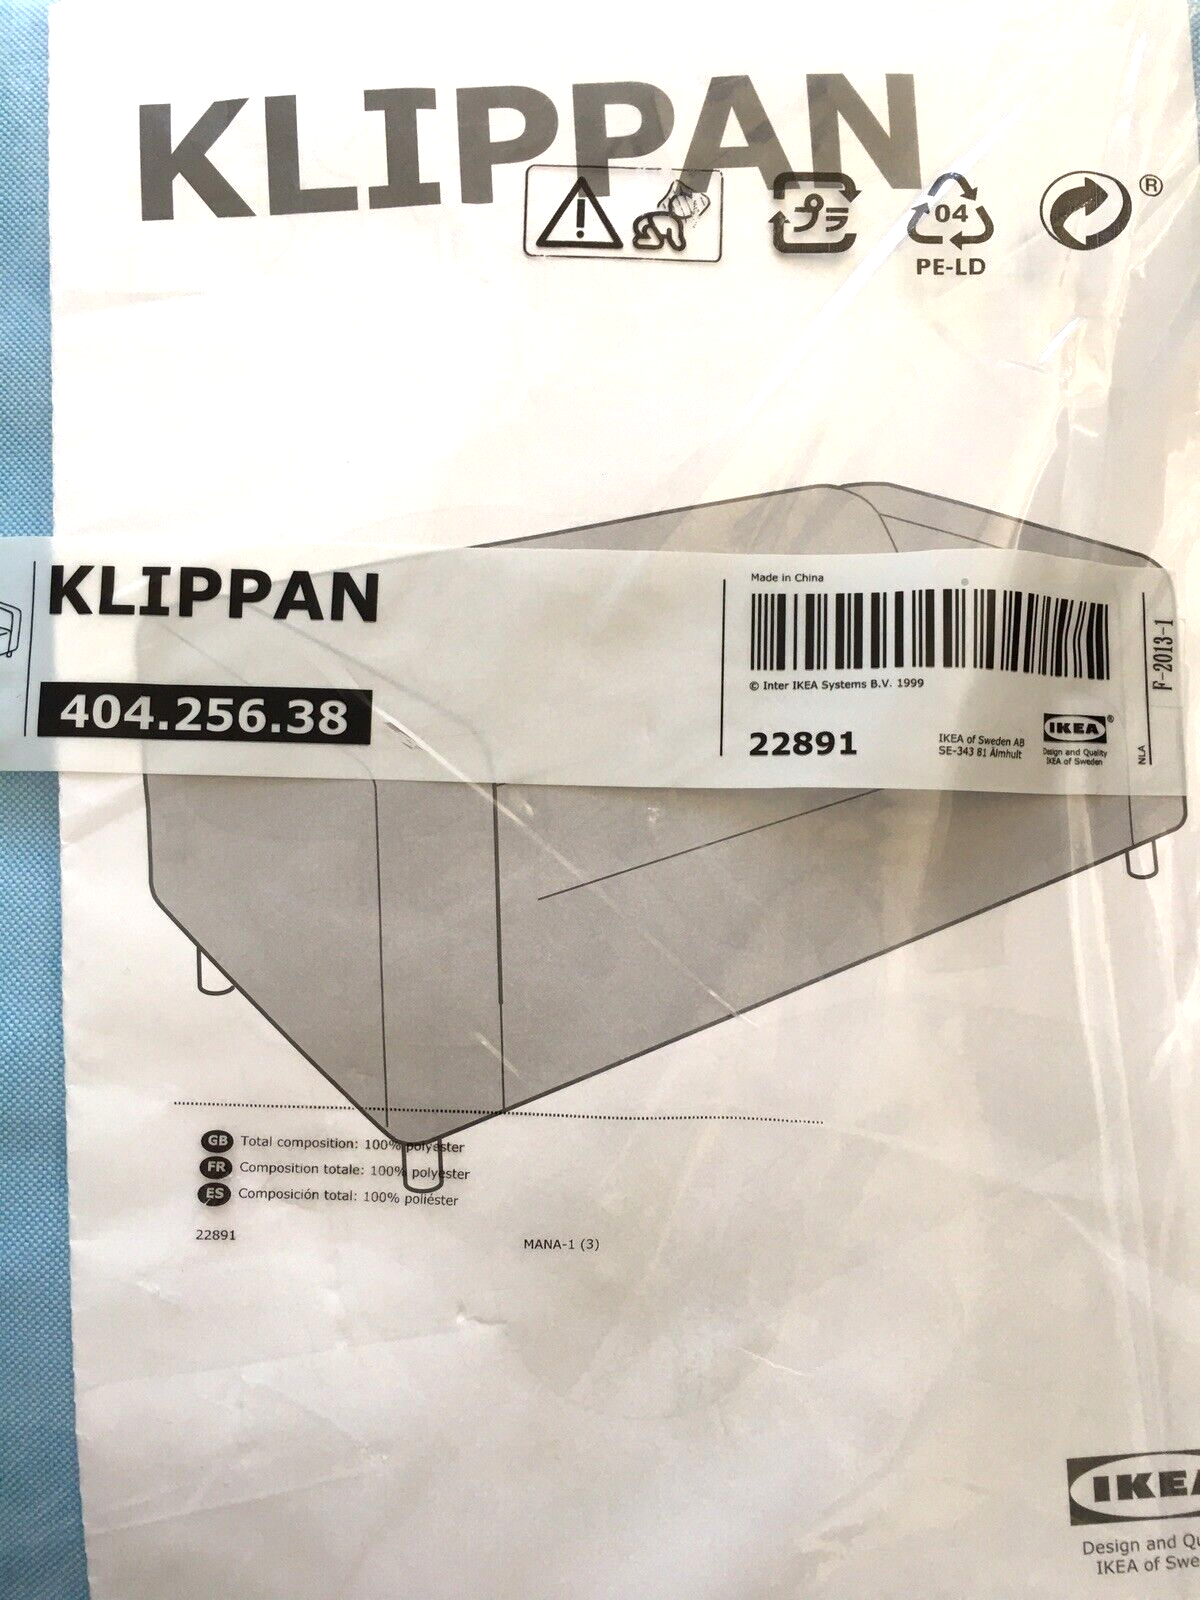 KLIPPAN
プラ
04
PE-LD
®
KLIPPAN
404.256.38
Made in China
© Inter IKEA Systems B.V. 1999
22891
IKEA of Sweden AB
SE-343 81 Älmhult
IKEA®
Design and Quality
IKEA of Sweden
NLA
F-2013-1
GB Total composition: 100% polyester
FR Composition totale: 100% polyester
ES Composición total: 100% poliéster
22891
MANA-1 (3)
IKEA
Design and Qu
IKEA of Swe